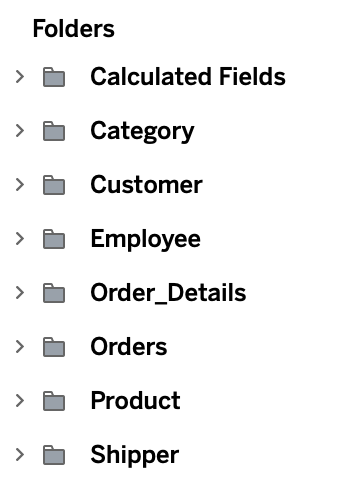 Folders
Calculated Fields
Category
Customer
Employee
Order_Details
Orders
Product
Shipper